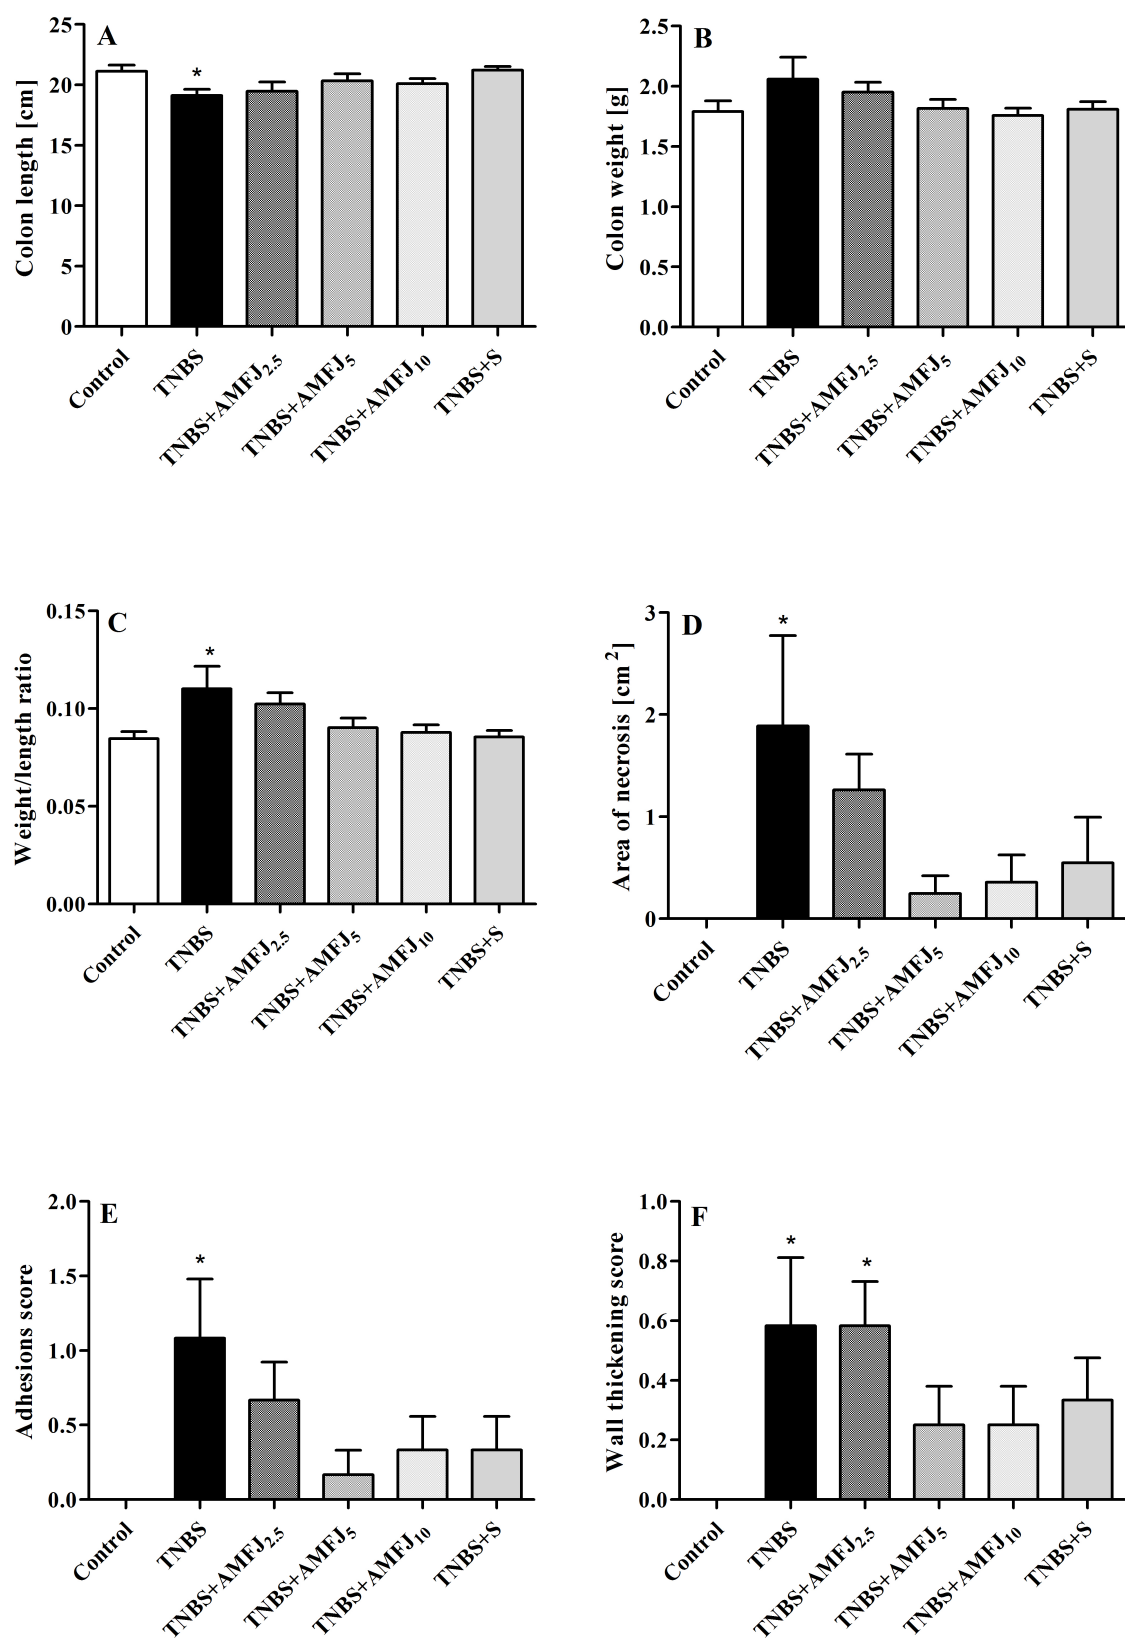 A
Colon length [cm]
25
20
15
10
5
0
*
Control
TNBS
TNBS+AMFJ2.5
TNBS+AMFJ5
TNBS+AMFJ10
TNBS+S
B
Colon weight [g]
2.5
2.0
1.5
1.0
0.5
0.0
Control
TNBS
TNBS+AMFJ2.5
TNBS+AMFJ5
TNBS+AMFJ10
TNBS+S
C
Weight/length ratio
0.15
0.10
0.05
0.00
*
Control
TNBS
TNBS+AMFJ2.5
TNBS+AMFJ5
TNBS+AMFJ10
TNBS+S
D
Area of necrosis [cm2]
3
2
1
0
*
Control
TNBS
TNBS+AMFJ2.5
TNBS+AMFJ5
TNBS+AMFJ10
TNBS+S
E
Adhesions score
2.0
1.5
1.0
0.5
0.0
*
Control
TNBS
TNBS+AMFJ2.5
TNBS+AMFJ5
TNBS+AMFJ10
TNBS+S
F
Wall thickening score
1.0
0.8
0.6
0.4
0.2
0.0
*
*
Control
TNBS
TNBS+AMFJ2.5
TNBS+AMFJ5
TNBS+AMFJ10
TNBS+S